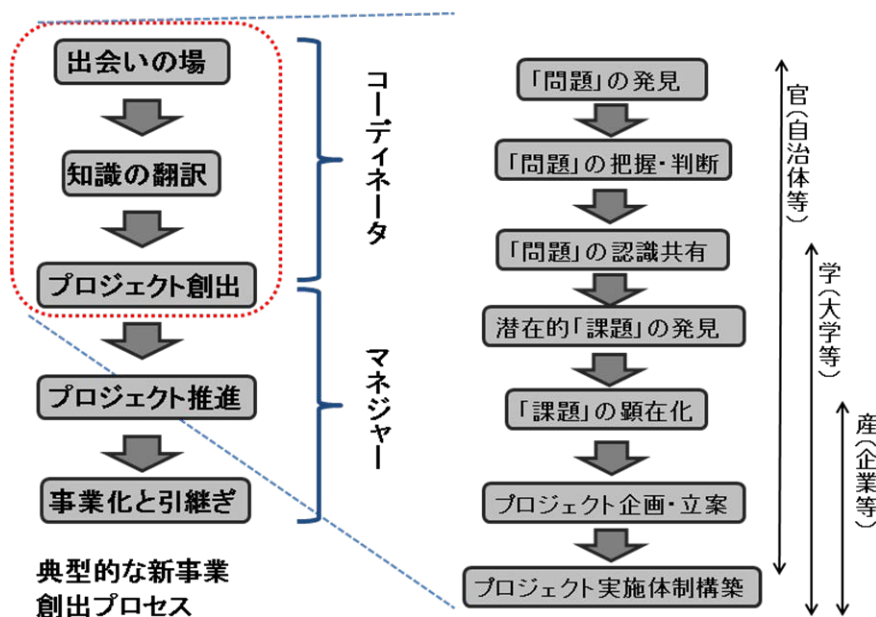 出会いの場
知識の翻訳
プロジェクト創出
プロジェクト推進
事業化と引継ぎ
典型的な新事業
創出プロセス
コーディネータ
マネジャー
「問題」の発見
「問題」の把握・判断
「問題」の認識共有
潜在的「課題」の発見
「課題」の顕在化
プロジェクト企画・立案
プロジェクト実施体制構築
官(自治体等)
学(大学等)
産(企業等)